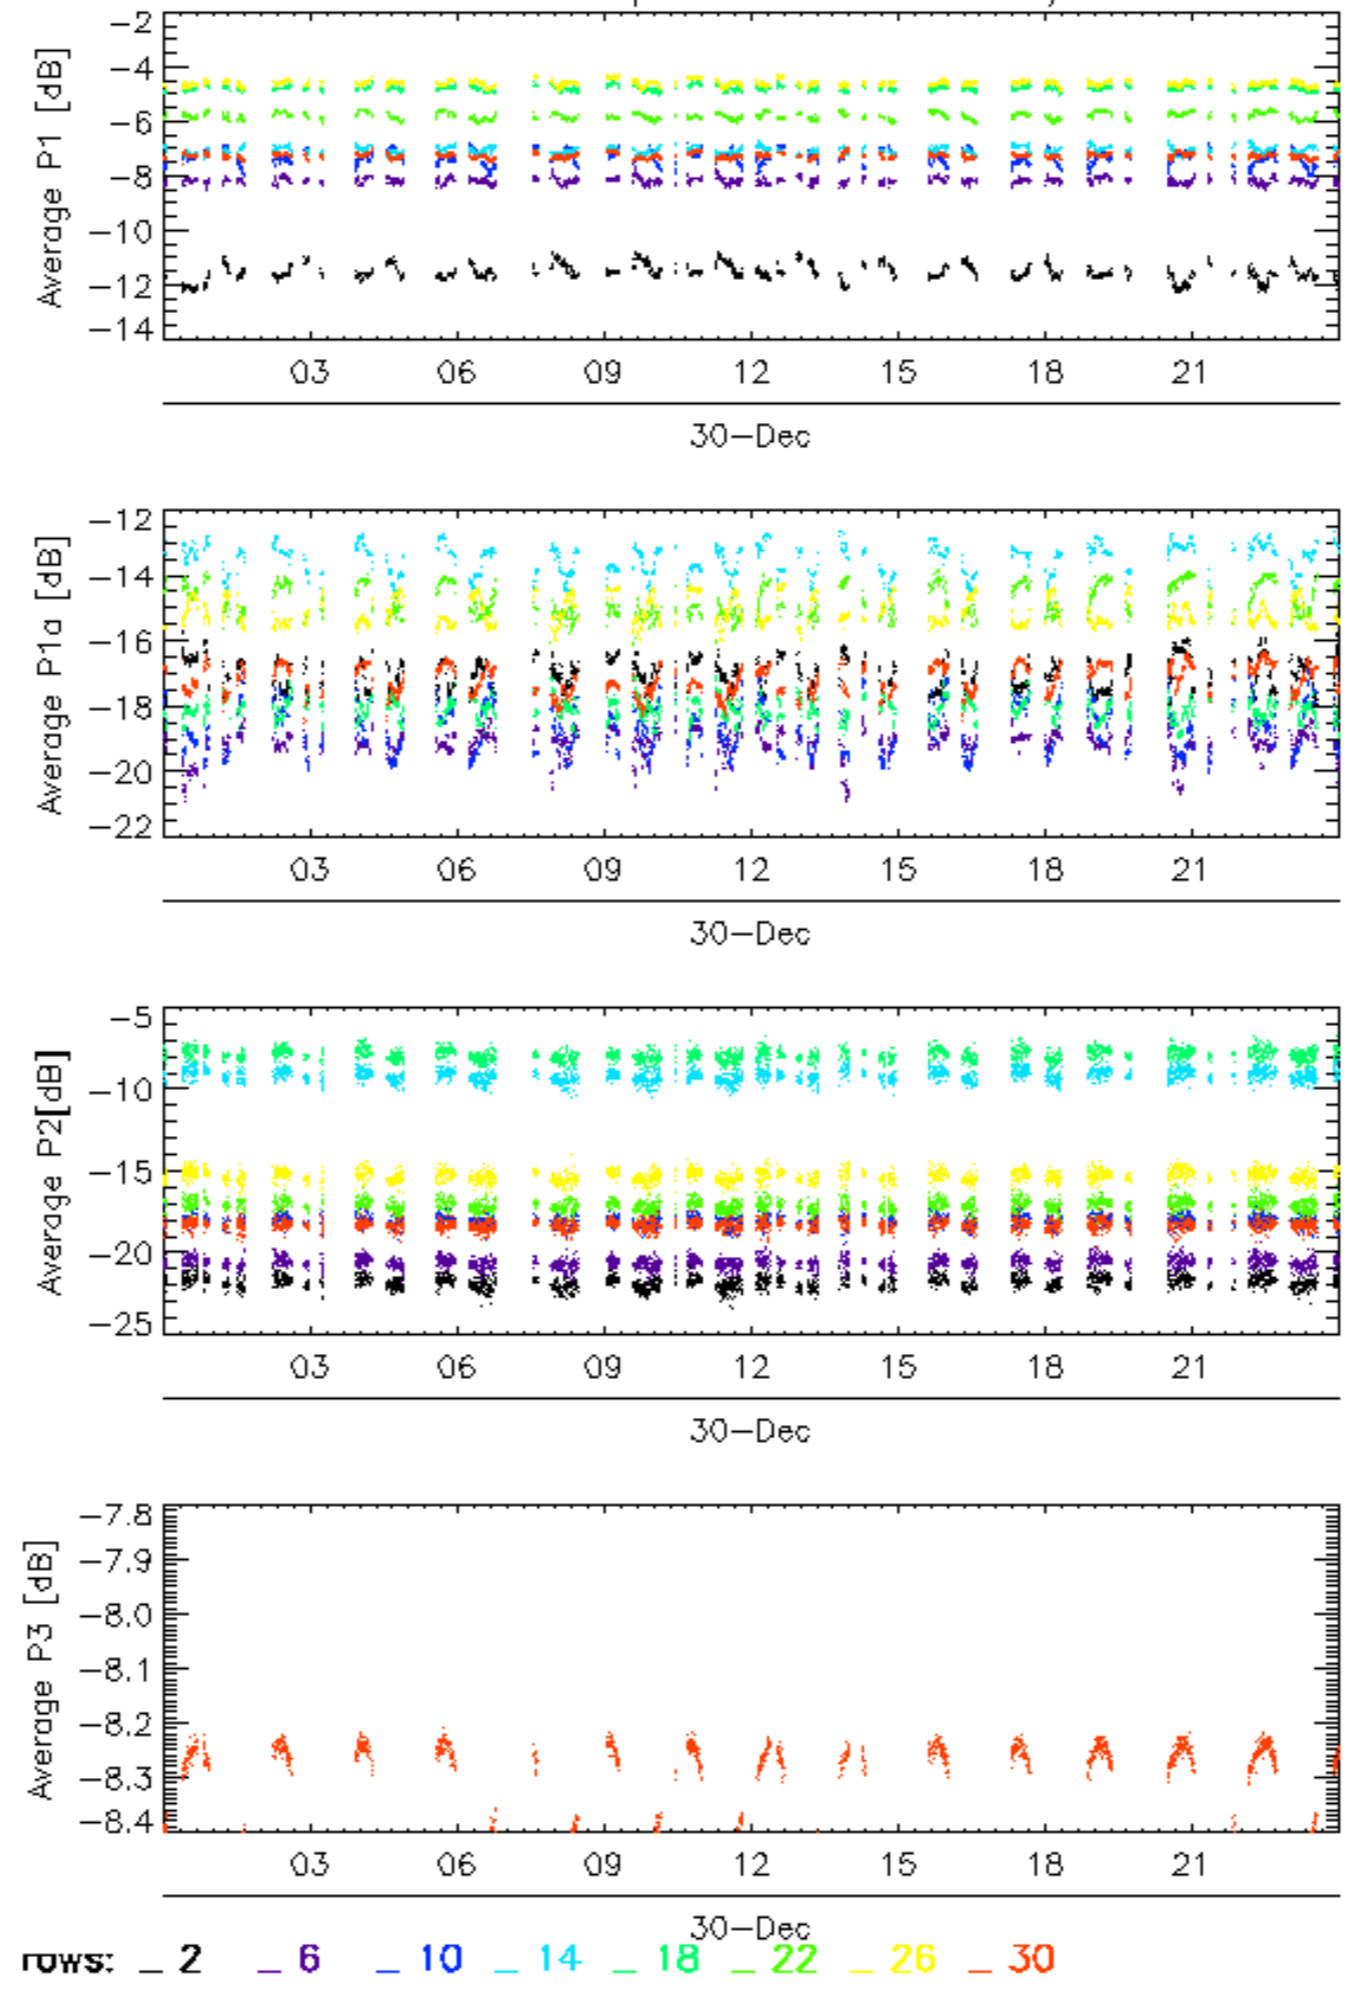 Average P1 [dB]
−2
−4
−6
−8
−10
−12
−14
03 06 09 12 15 18 21
30−Dec
Average P1a [dB]
−12
−14
−16
−18
−20
−22
03 06 09 12 15 18 21
30−Dec
Average P2[dB]
−5
−10
−15
−20
−25
03 06 09 12 15 18 21
30−Dec
Average P3 [dB]
−7.8
−7.9
−8.0
−8.1
−8.2
−8.3
−8.4
03 06 09 12 15 18 21
30−Dec
rows: _ 2 _ 6 _ 10 _ 14 _ 18 _ 22 _ 26 _ 30